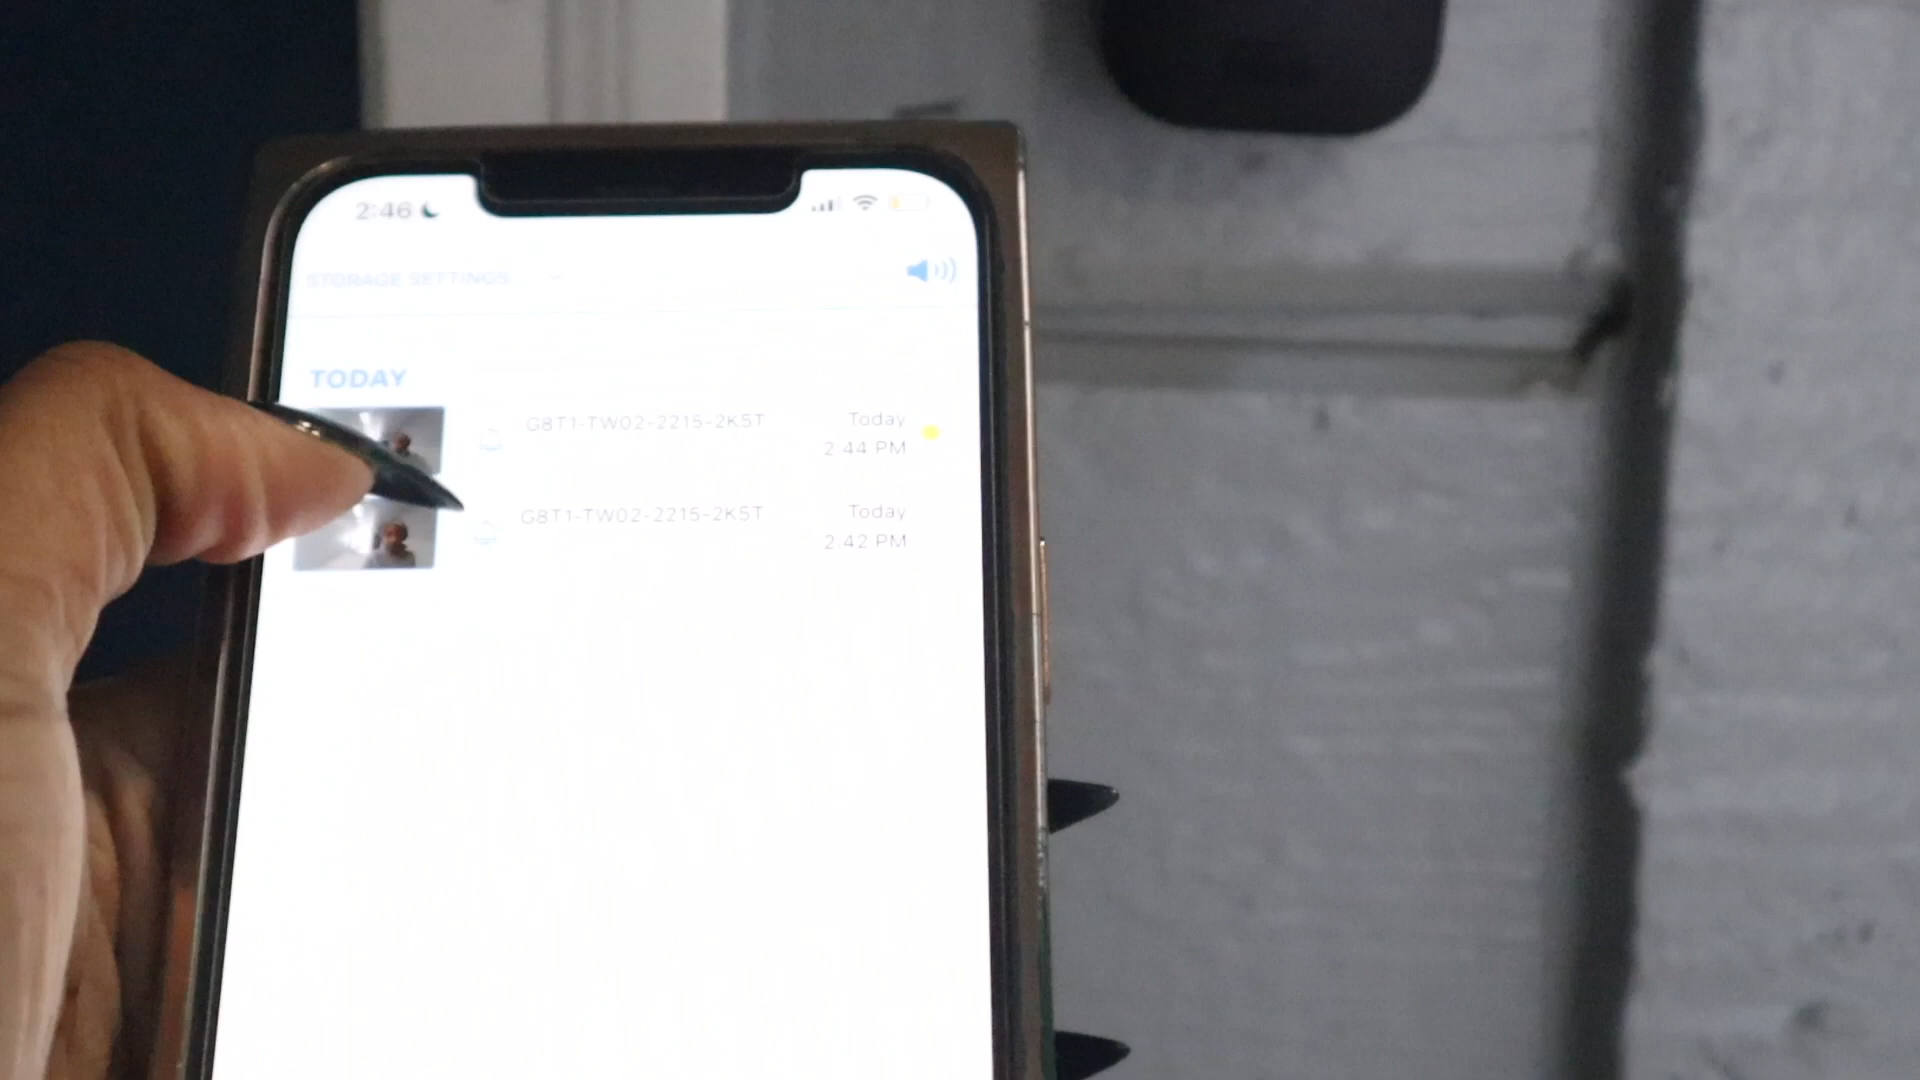 2:46
STORAGE SETTINGS
TODAY
G8T1-TW02-2215-2K5T
Today
2:44 PM
G8T1-TW02-2215-2K5T
Today
2:42 PM